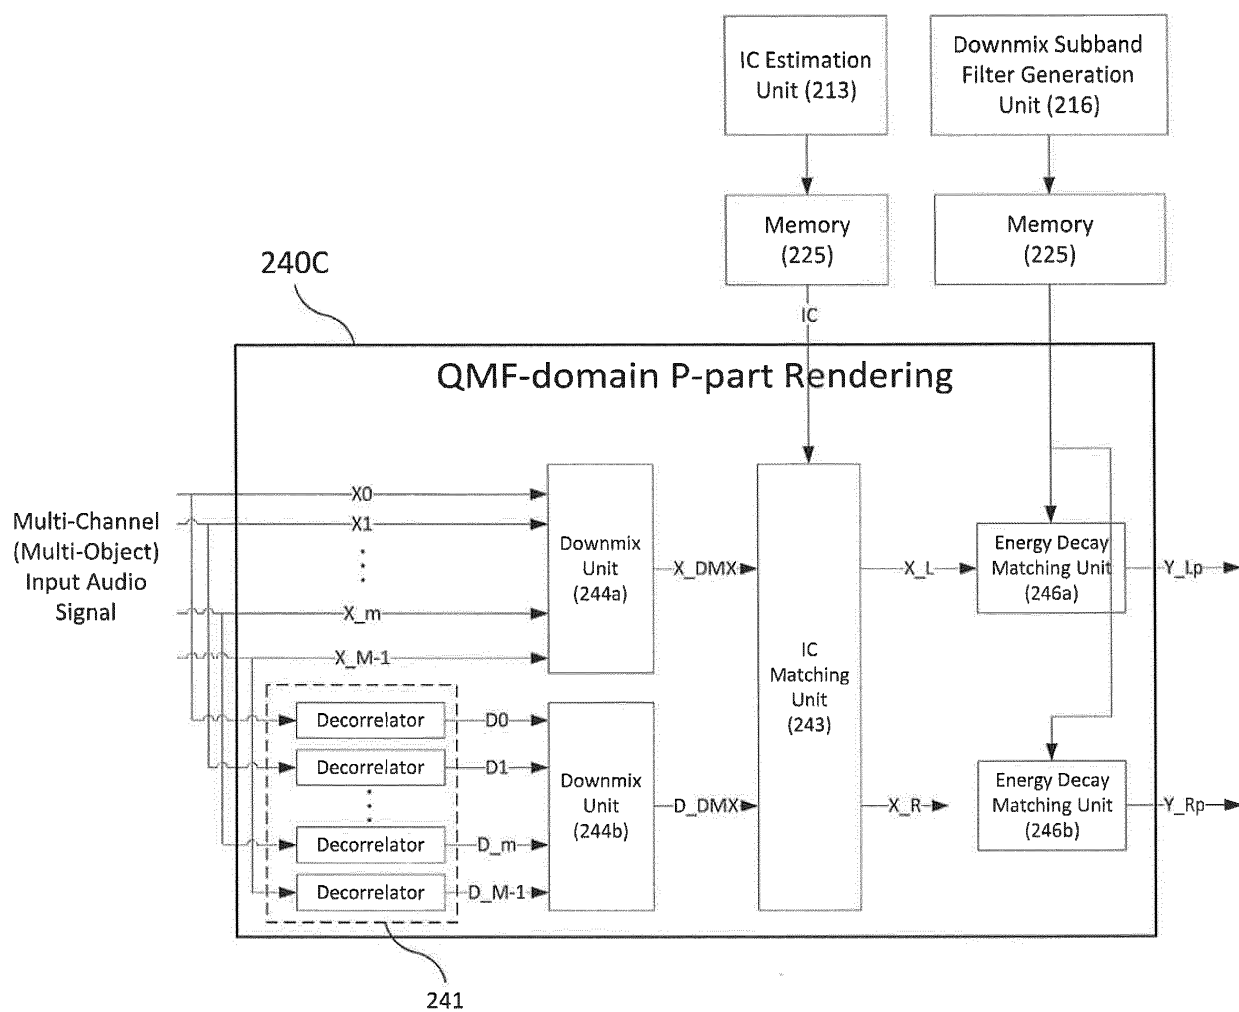 IC Estimation
Unit (213)
Downmix Subband
Filter Generation
Unit (216)
Memory
(225)
Memory
(225)
240C
IC
QMF-domain P-part Rendering
Multi-Channel
(Multi-Object)
Input Audio
Signal
X0
X1
X_m
X_M-1
Downmix
Unit
(244a)
X_DMX
IC
Matching
Unit
(243)
X_L
Energy Decay
Matching Unit
(246a)
Y_Lp
Decorrelator
D0
Decorrelator
D1
Decorrelator
D_m
Decorrelator
D_M-1
Downmix
Unit
(244b)
D_DMX
X_R
Energy Decay
Matching Unit
(246b)
Y_Rp
241